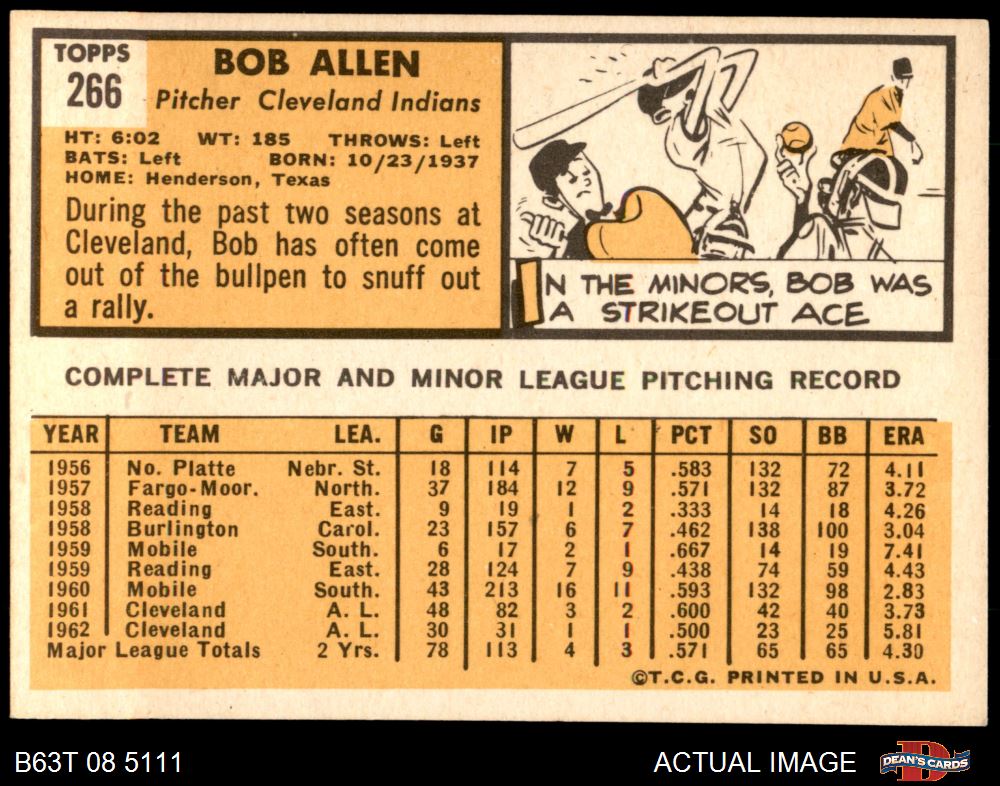 TOPPS
266
BOB ALLEN
Pitcher Cleveland Indians
HT: 6:02 WT: 185 THROWS: Left
BATS: Left BORN: 10/23/1937
HOME: Henderson, Texas
During the past two seasons at
Cleveland, Bob has often come
out of the bullpen to snuff out
a rally.
IN THE MINORS, BOB WAS
A STRIKEOUT ACE
COMPLETE MAJOR AND MINOR LEAGUE PITCHING RECORD
YEAR TEAM LEA. G IP W L PCT SO BB ERA
1956 No. Platte Nebr. St. 18 114 7 5 .583 132 72 4.11
1957 Fargo-Moor. North. 37 184 12 9 .571 132 87 3.72
1958 Reading East. 9 19 1 2 .333 14 18 4.26
1958 Burlington Carol. 23 157 6 7 .462 138 100 3.04
1959 Mobile South. 6 17 2 1 .667 14 19 7.41
1959 Reading East. 28 124 7 9 .438 74 59 4.43
1960 Mobile South. 43 213 16 11 .593 132 98 2.83
1961 Cleveland A. L. 48 82 3 2 .600 42 40 3.73
1962 Cleveland A. L. 30 31 1 1 .500 23 25 5.81
Major League Totals 2 Yrs. 78 113 4 3 .571 65 65 4.30
©T.C.G. PRINTED IN U.S.A.
B63T 08 5111 ACTUAL IMAGE DEAN'S CARDS